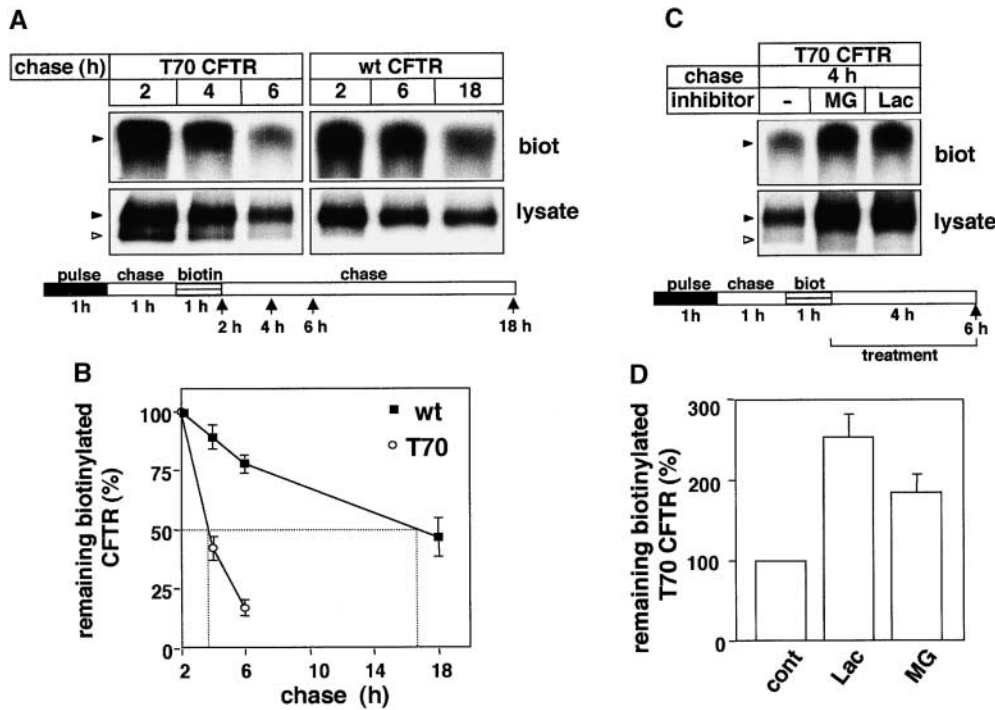 A
chase (h) T70 CFTR wt CFTR
2 4 6 2 6 18
biot
lysate
pulse chase biotin chase
1h 1 h 1 h 2 h 4 h 6 h 18 h
B
remaining biotinylated CFTR (%)
100
75
50
25
0
wt
T70
2 6 10 14 18
chase (h)
C
T70 CFTR
chase 4 h
inhibitor - MG Lac
biot
lysate
pulse chase biot
1h 1 h 1 h 4 h 6 h
treatment
D
remaining biotinylated T70 CFTR (%)
300
200
100
0
cont Lac MG